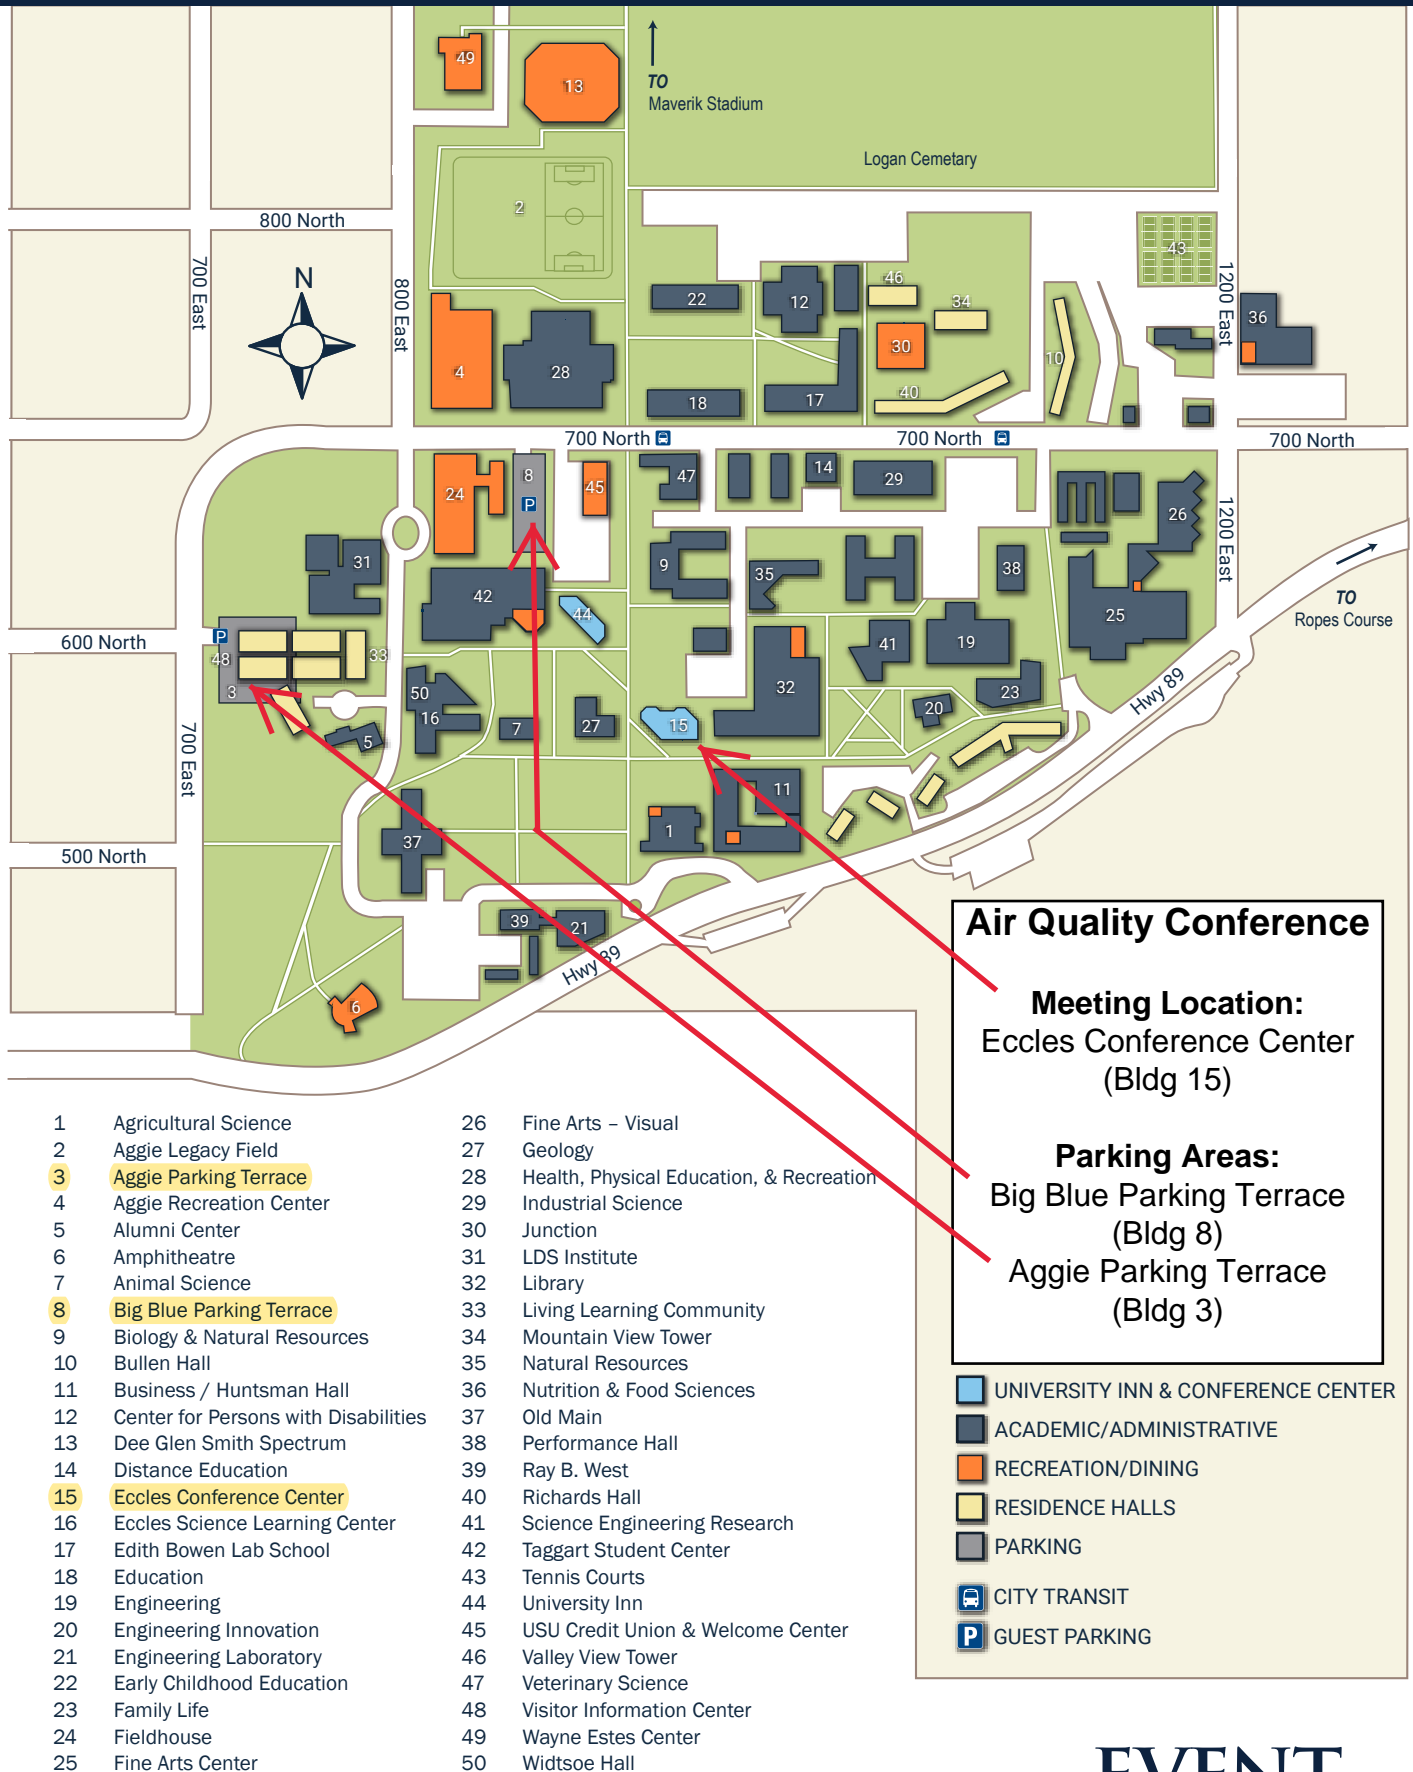 49
13
TO
Maverik Stadium
Logan Cemetary
2
800 North
43
700 East
N
800 East
1200 East
22
12
46
34
36
4
28
30
10
18
17
40
700 North
700 North
700 North
24
8
P
45
47
14
29
26
1200 East
31
9
35
38
42
44
25
TO
Ropes Course
600 North
P
48
33
3
41
19
32
50
16
7
27
15
20
23
Hwy 89
5
700 East
11
1
37
500 North
39
21
Hwy 89
6
Air Quality Conference
Meeting Location:
Eccles Conference Center
(Bldg 15)
Parking Areas:
Big Blue Parking Terrace
(Bldg 8)
Aggie Parking Terrace
(Bldg 3)
1 Agricultural Science
2 Aggie Legacy Field
3 Aggie Parking Terrace
4 Aggie Recreation Center
5 Alumni Center
6 Amphitheatre
7 Animal Science
8 Big Blue Parking Terrace
9 Biology & Natural Resources
10 Bullen Hall
11 Business / Huntsman Hall
12 Center for Persons with Disabilities
13 Dee Glen Smith Spectrum
14 Distance Education
15 Eccles Conference Center
16 Eccles Science Learning Center
17 Edith Bowen Lab School
18 Education
19 Engineering
20 Engineering Innovation
21 Engineering Laboratory
22 Early Childhood Education
23 Family Life
24 Fieldhouse
25 Fine Arts Center
26 Fine Arts – Visual
27 Geology
28 Health, Physical Education, & Recreation
29 Industrial Science
30 Junction
31 LDS Institute
32 Library
33 Living Learning Community
34 Mountain View Tower
35 Natural Resources
36 Nutrition & Food Sciences
37 Old Main
38 Performance Hall
39 Ray B. West
40 Richards Hall
41 Science Engineering Research
42 Taggart Student Center
43 Tennis Courts
44 University Inn
45 USU Credit Union & Welcome Center
46 Valley View Tower
47 Veterinary Science
48 Visitor Information Center
49 Wayne Estes Center
50 Widtsoe Hall
UNIVERSITY INN & CONFERENCE CENTER
ACADEMIC/ADMINISTRATIVE
RECREATION/DINING
RESIDENCE HALLS
PARKING
CITY TRANSIT
P GUEST PARKING
EVENT